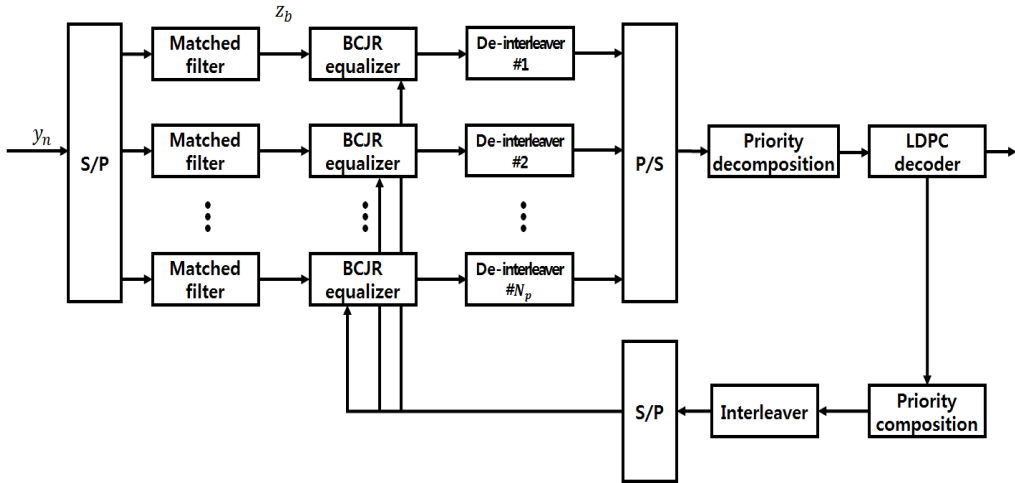 z_b
Matched
filter
BCJR
equalizer
De-interleaver
#1
y_n
S/P
Matched
filter
BCJR
equalizer
De-interleaver
#2
P/S
Priority
decomposition
LDPC
decoder
Matched
filter
BCJR
equalizer
De-interleaver
#N_p
S/P
Interleaver
Priority
composition